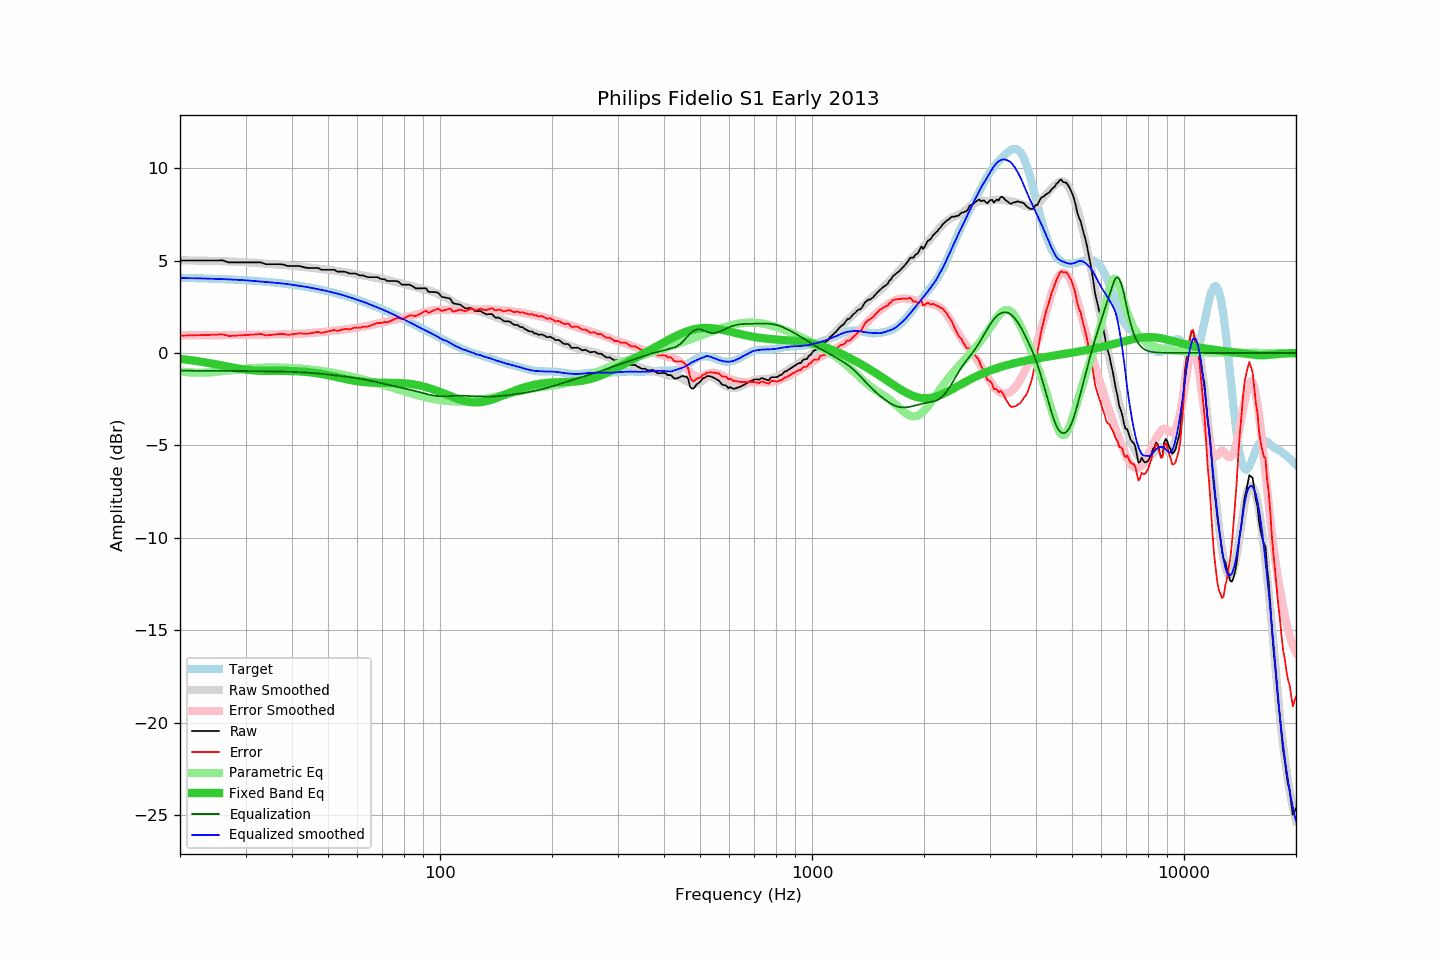 Philips Fidelio S1 Early 2013
10
5
0
−5
−10
−15
−20
−25
Amplitude (dBr)
Target
Raw Smoothed
Error Smoothed
Raw
Error
Parametric Eq
Fixed Band Eq
Equalization
Equalized smoothed
100
1000
10000
Frequency (Hz)